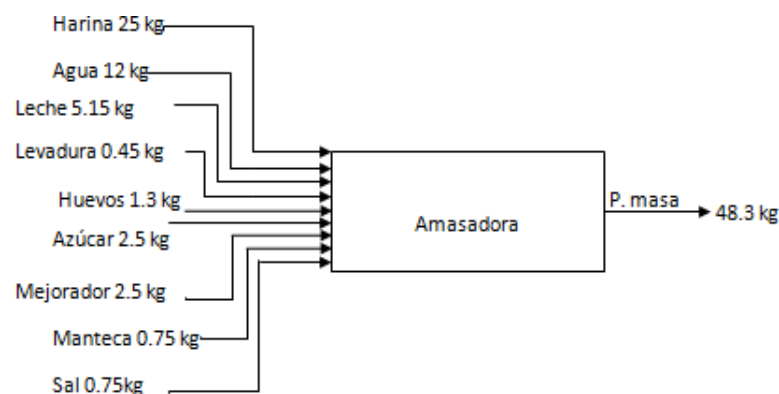 Harina 25 kg
Agua 12 kg
Leche 5.15 kg
Levadura 0.45 kg
Huevos 1.3 kg
Azúcar 2.5 kg
Mejorador 2.5 kg
Manteca 0.75 kg
Sal 0.75kg
Amasadora
P. masa
48.3 kg